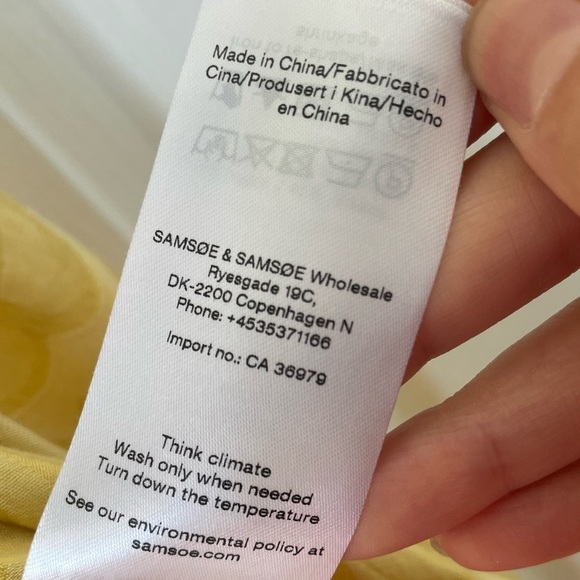 Made in China/Fabbricato in
Cina/Produsert i Kina/Hecho
en China
SAMSØE & SAMSØE Wholesale
Ryesgade 19C,
DK-2200 Copenhagen N
Phone: +4535371166
Import no.: CA 36979
Think climate
Wash only when needed
Turn down the temperature
See our environmental policy at
samsoe.com